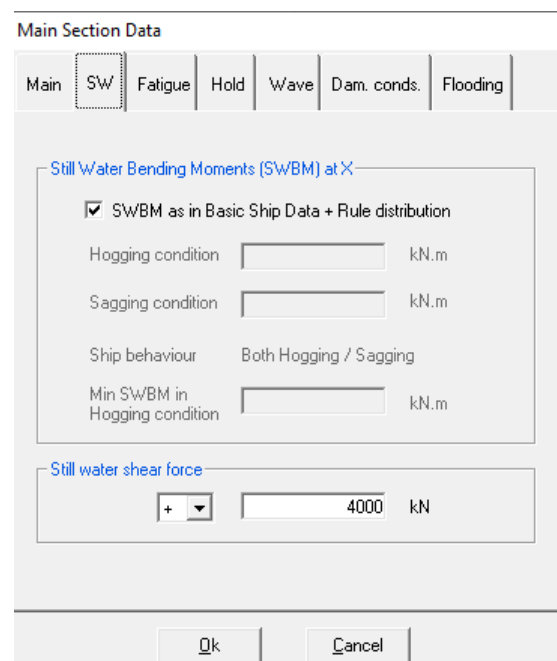 Main Section Data
Main SW Fatigue Hold Wave Dam. conds. Flooding
Still Water Bending Moments (SWBM) at X
SWBM as in Basic Ship Data + Rule distribution
Hogging condition kN.m
Sagging condition kN.m
Ship behaviour Both Hogging / Sagging
Min SWBM in
Hogging condition kN.m
Still water shear force
+ 4000 kN
Ok Cancel